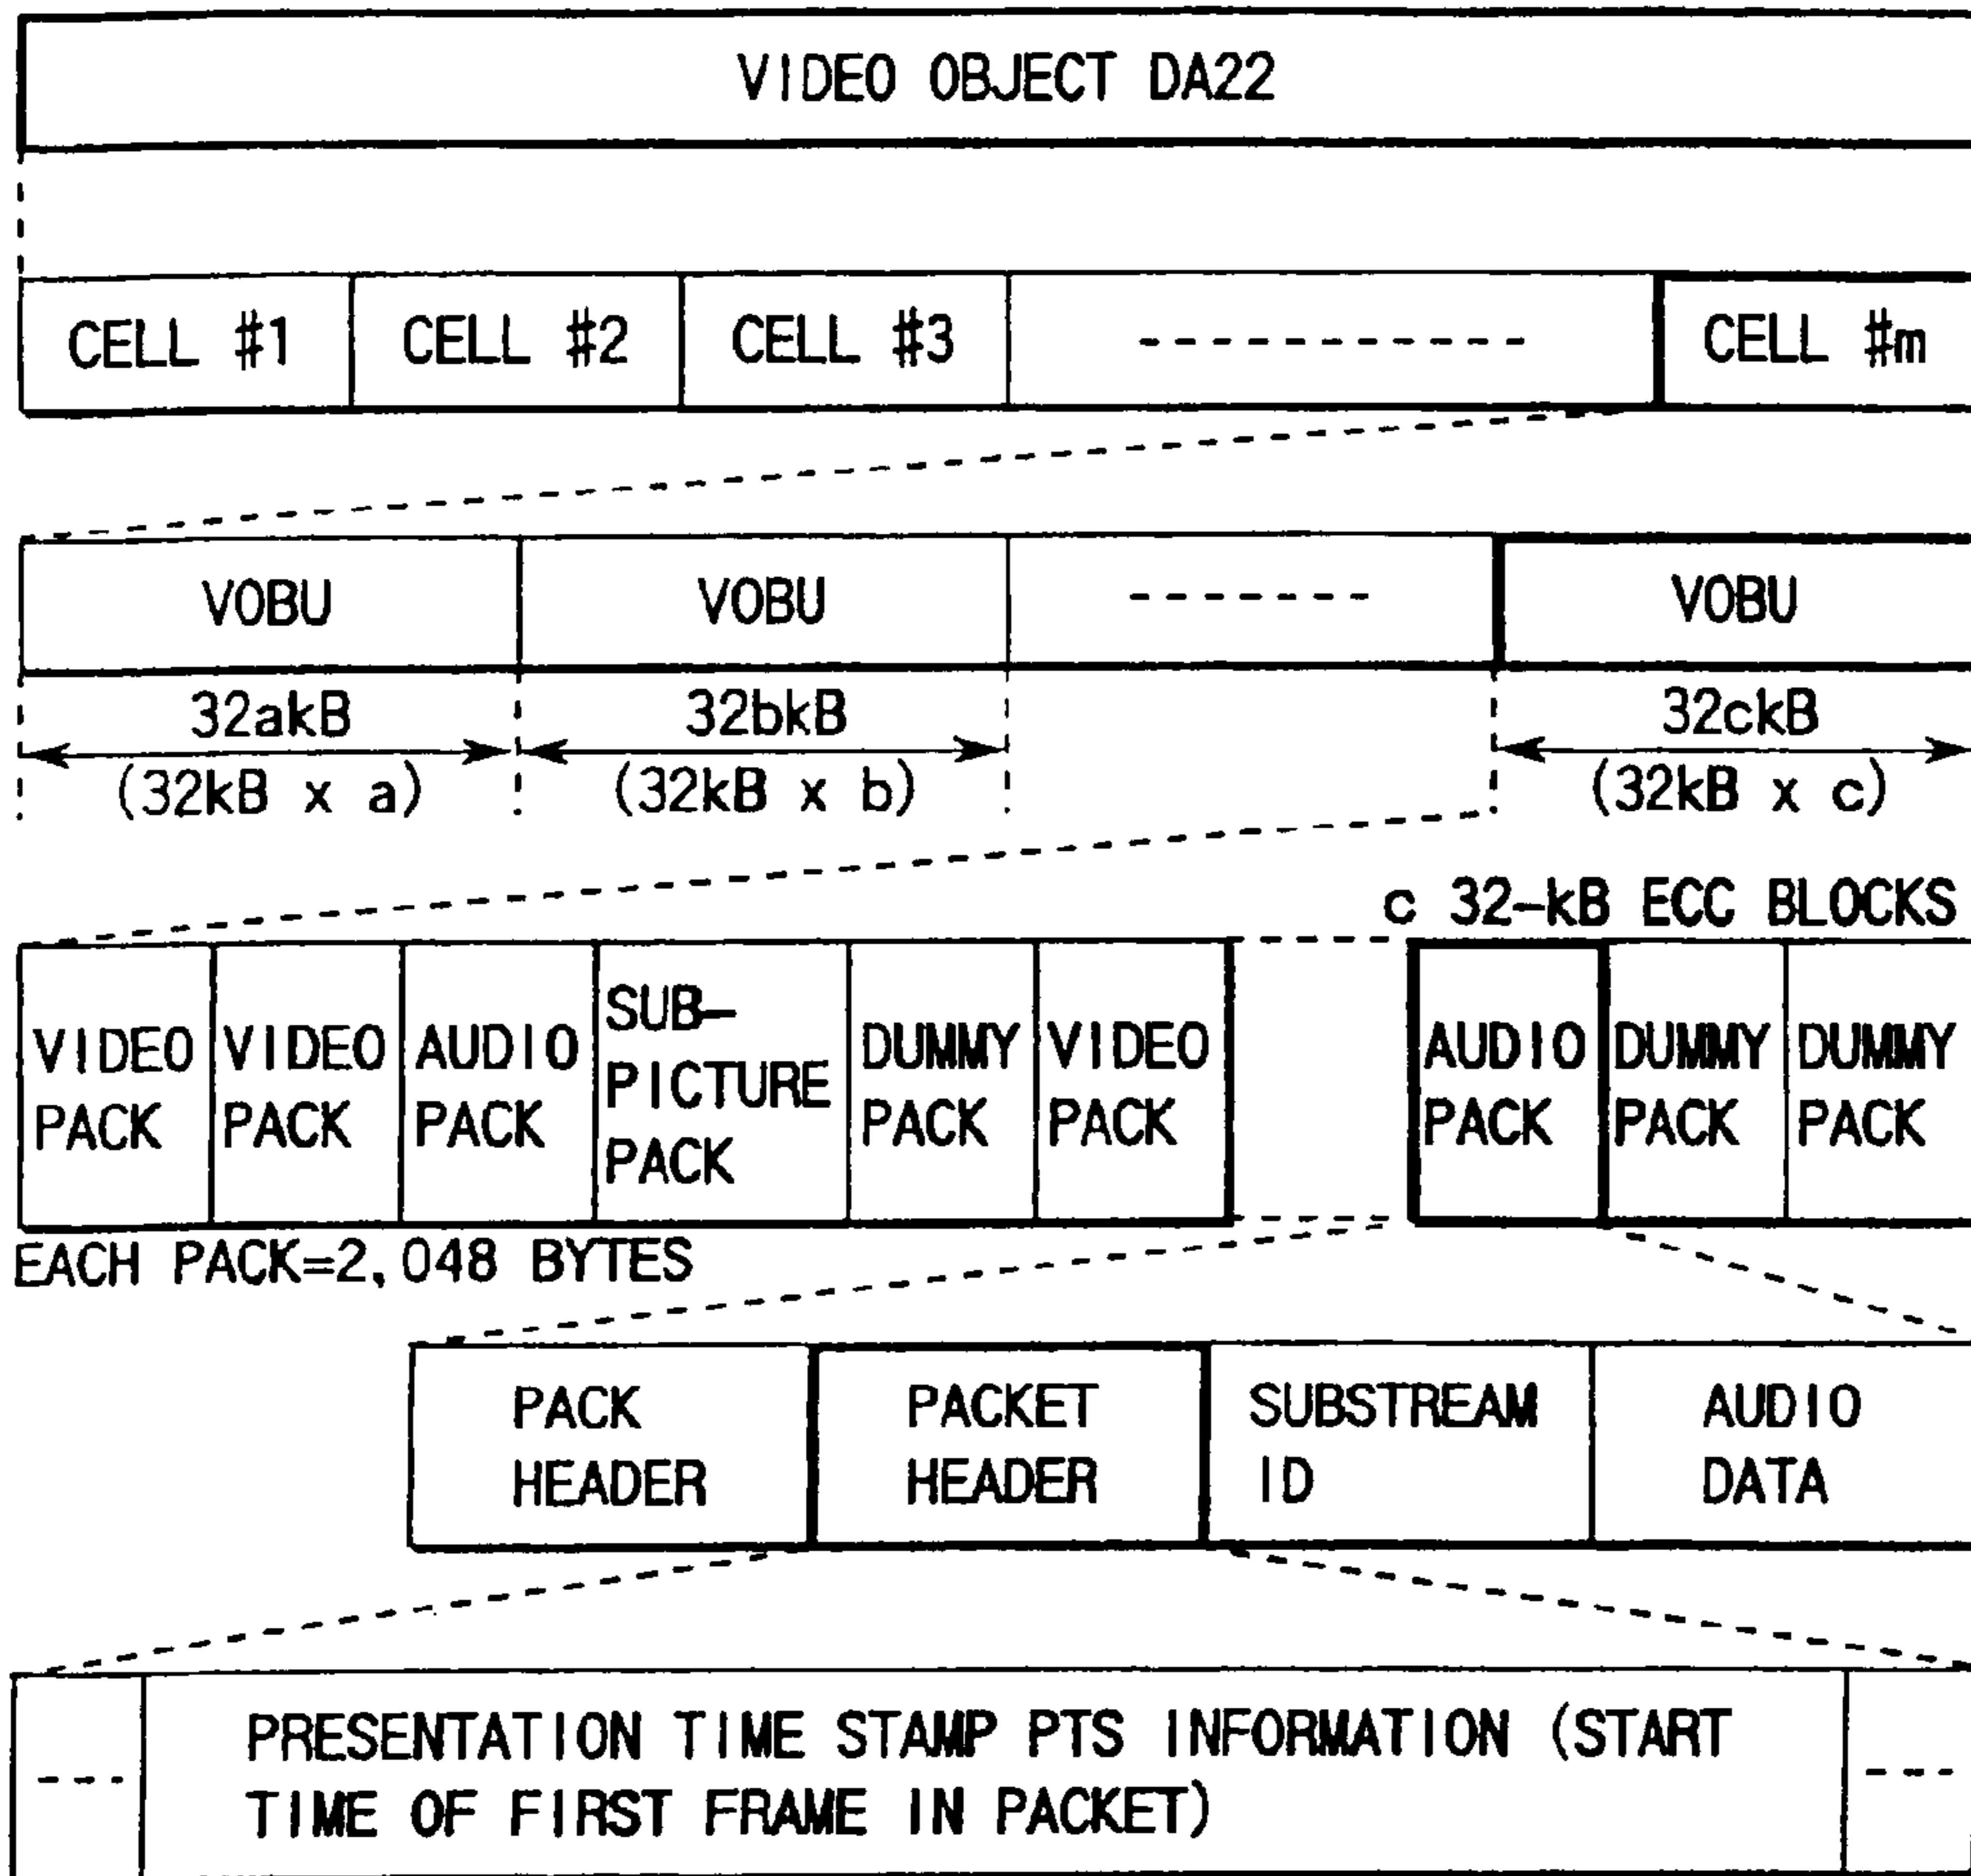 VIDEO OBJECT DA22
CELL #1 CELL #2 CELL #3 ----------- CELL #m
VOBU VOBU ------- VOBU
32akB 32bkB 32ckB
(32kB x a) (32kB x b) (32kB x c)
c 32-kB ECC BLOCKS
VIDEO PACK
VIDEO PACK
AUDIO PACK
SUB-
PICTURE
PACK
DUMMY PACK
VIDEO PACK
AUDIO PACK
DUMMY PACK
DUMMY PACK
EACH PACK=2,048 BYTES
PACK HEADER
PACKET HEADER
SUBSTREAM ID
AUDIO DATA
--- PRESENTATION TIME STAMP PTS INFORMATION (START ---
TIME OF FIRST FRAME IN PACKET)